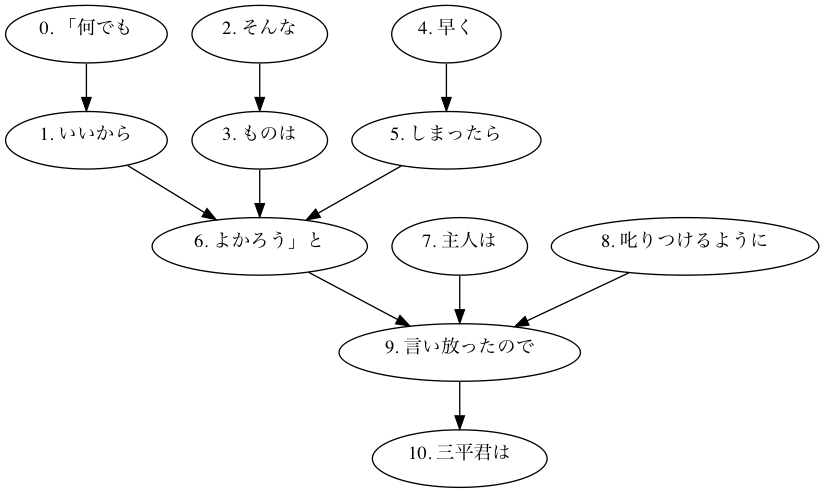 0. 「何でも
2. そんな
4. 早く
1. いいから
3. ものは
5. しまったら
6. よかろう」と
7. 主人は
8. 叱りつけるように
9. 言い放ったので
10. 三平君は